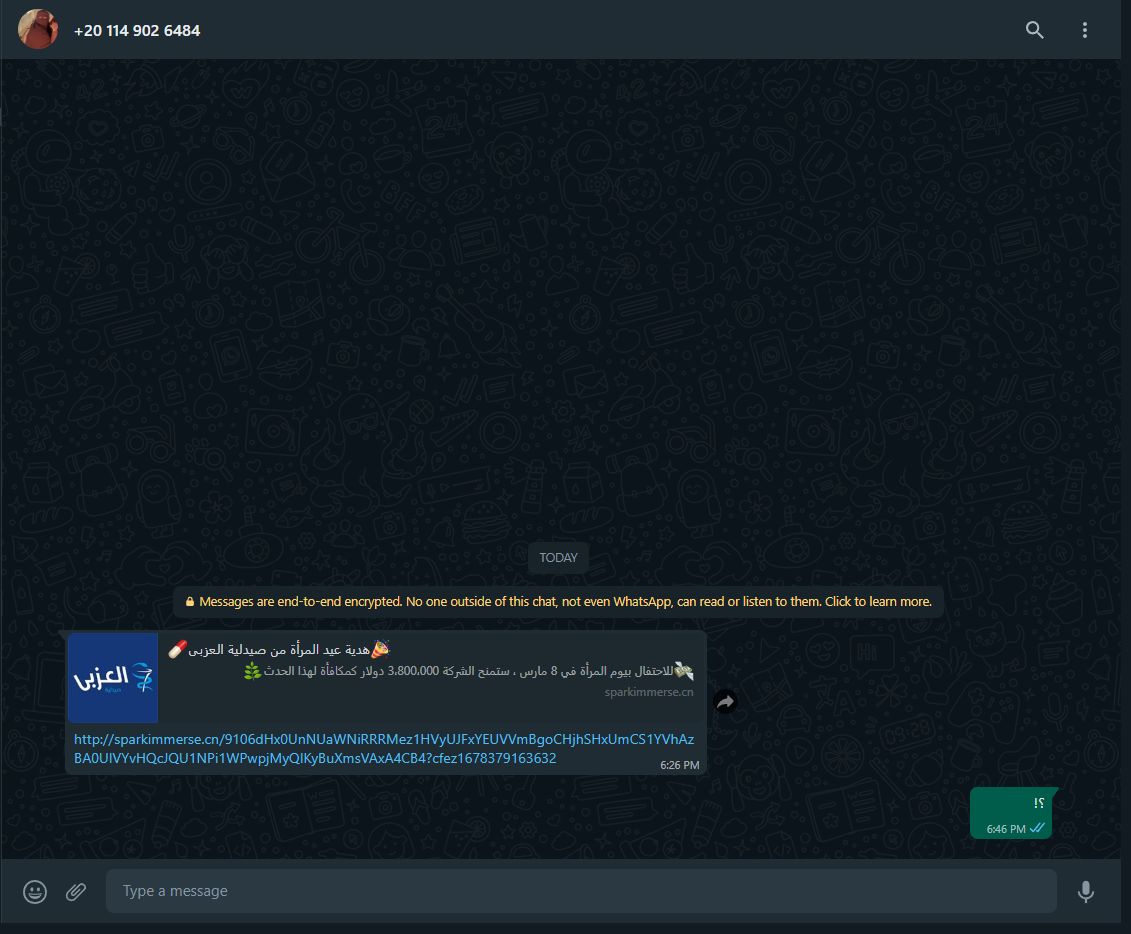 +20 114 902 6484
TODAY
Messages are end-to-end encrypted. No one outside of this chat, not even WhatsApp, can read or listen to them. Click to learn more.
العزبى
صيدلية
🎉هدية عيد المرأة من صيدلية العزبى💊
💸للاحتفال بيوم المرأة في 8 مارس ، ستمنح الشركة 3،800،000 دولار كمكافأة لهذا الحدث🌿
sparkimmerse.cn
http://sparkimmerse.cn/9106dHx0UnNUaWNiRRRMez1HVyUJFxYEUVVmBgoCHjhSHxUmCS1YVhAz
BA0UIVYvHQcJQU1NPi1WPwpjMyQIKyBuXmsVAxA4CB4?cfez1678379163632
6:26 PM
؟!
6:46 PM
Type a message